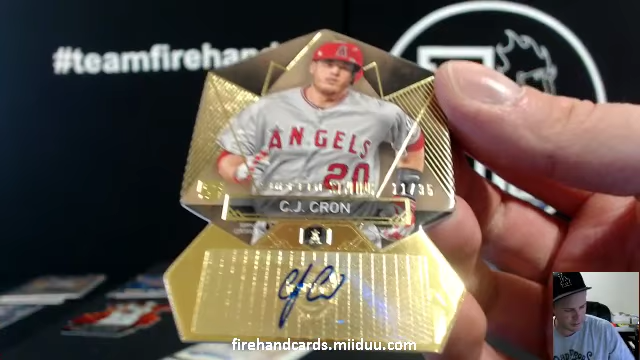 #teamfirehand
A
ANGELS
20
11/35
C.J. CRON
firehandcards.miiduu.com